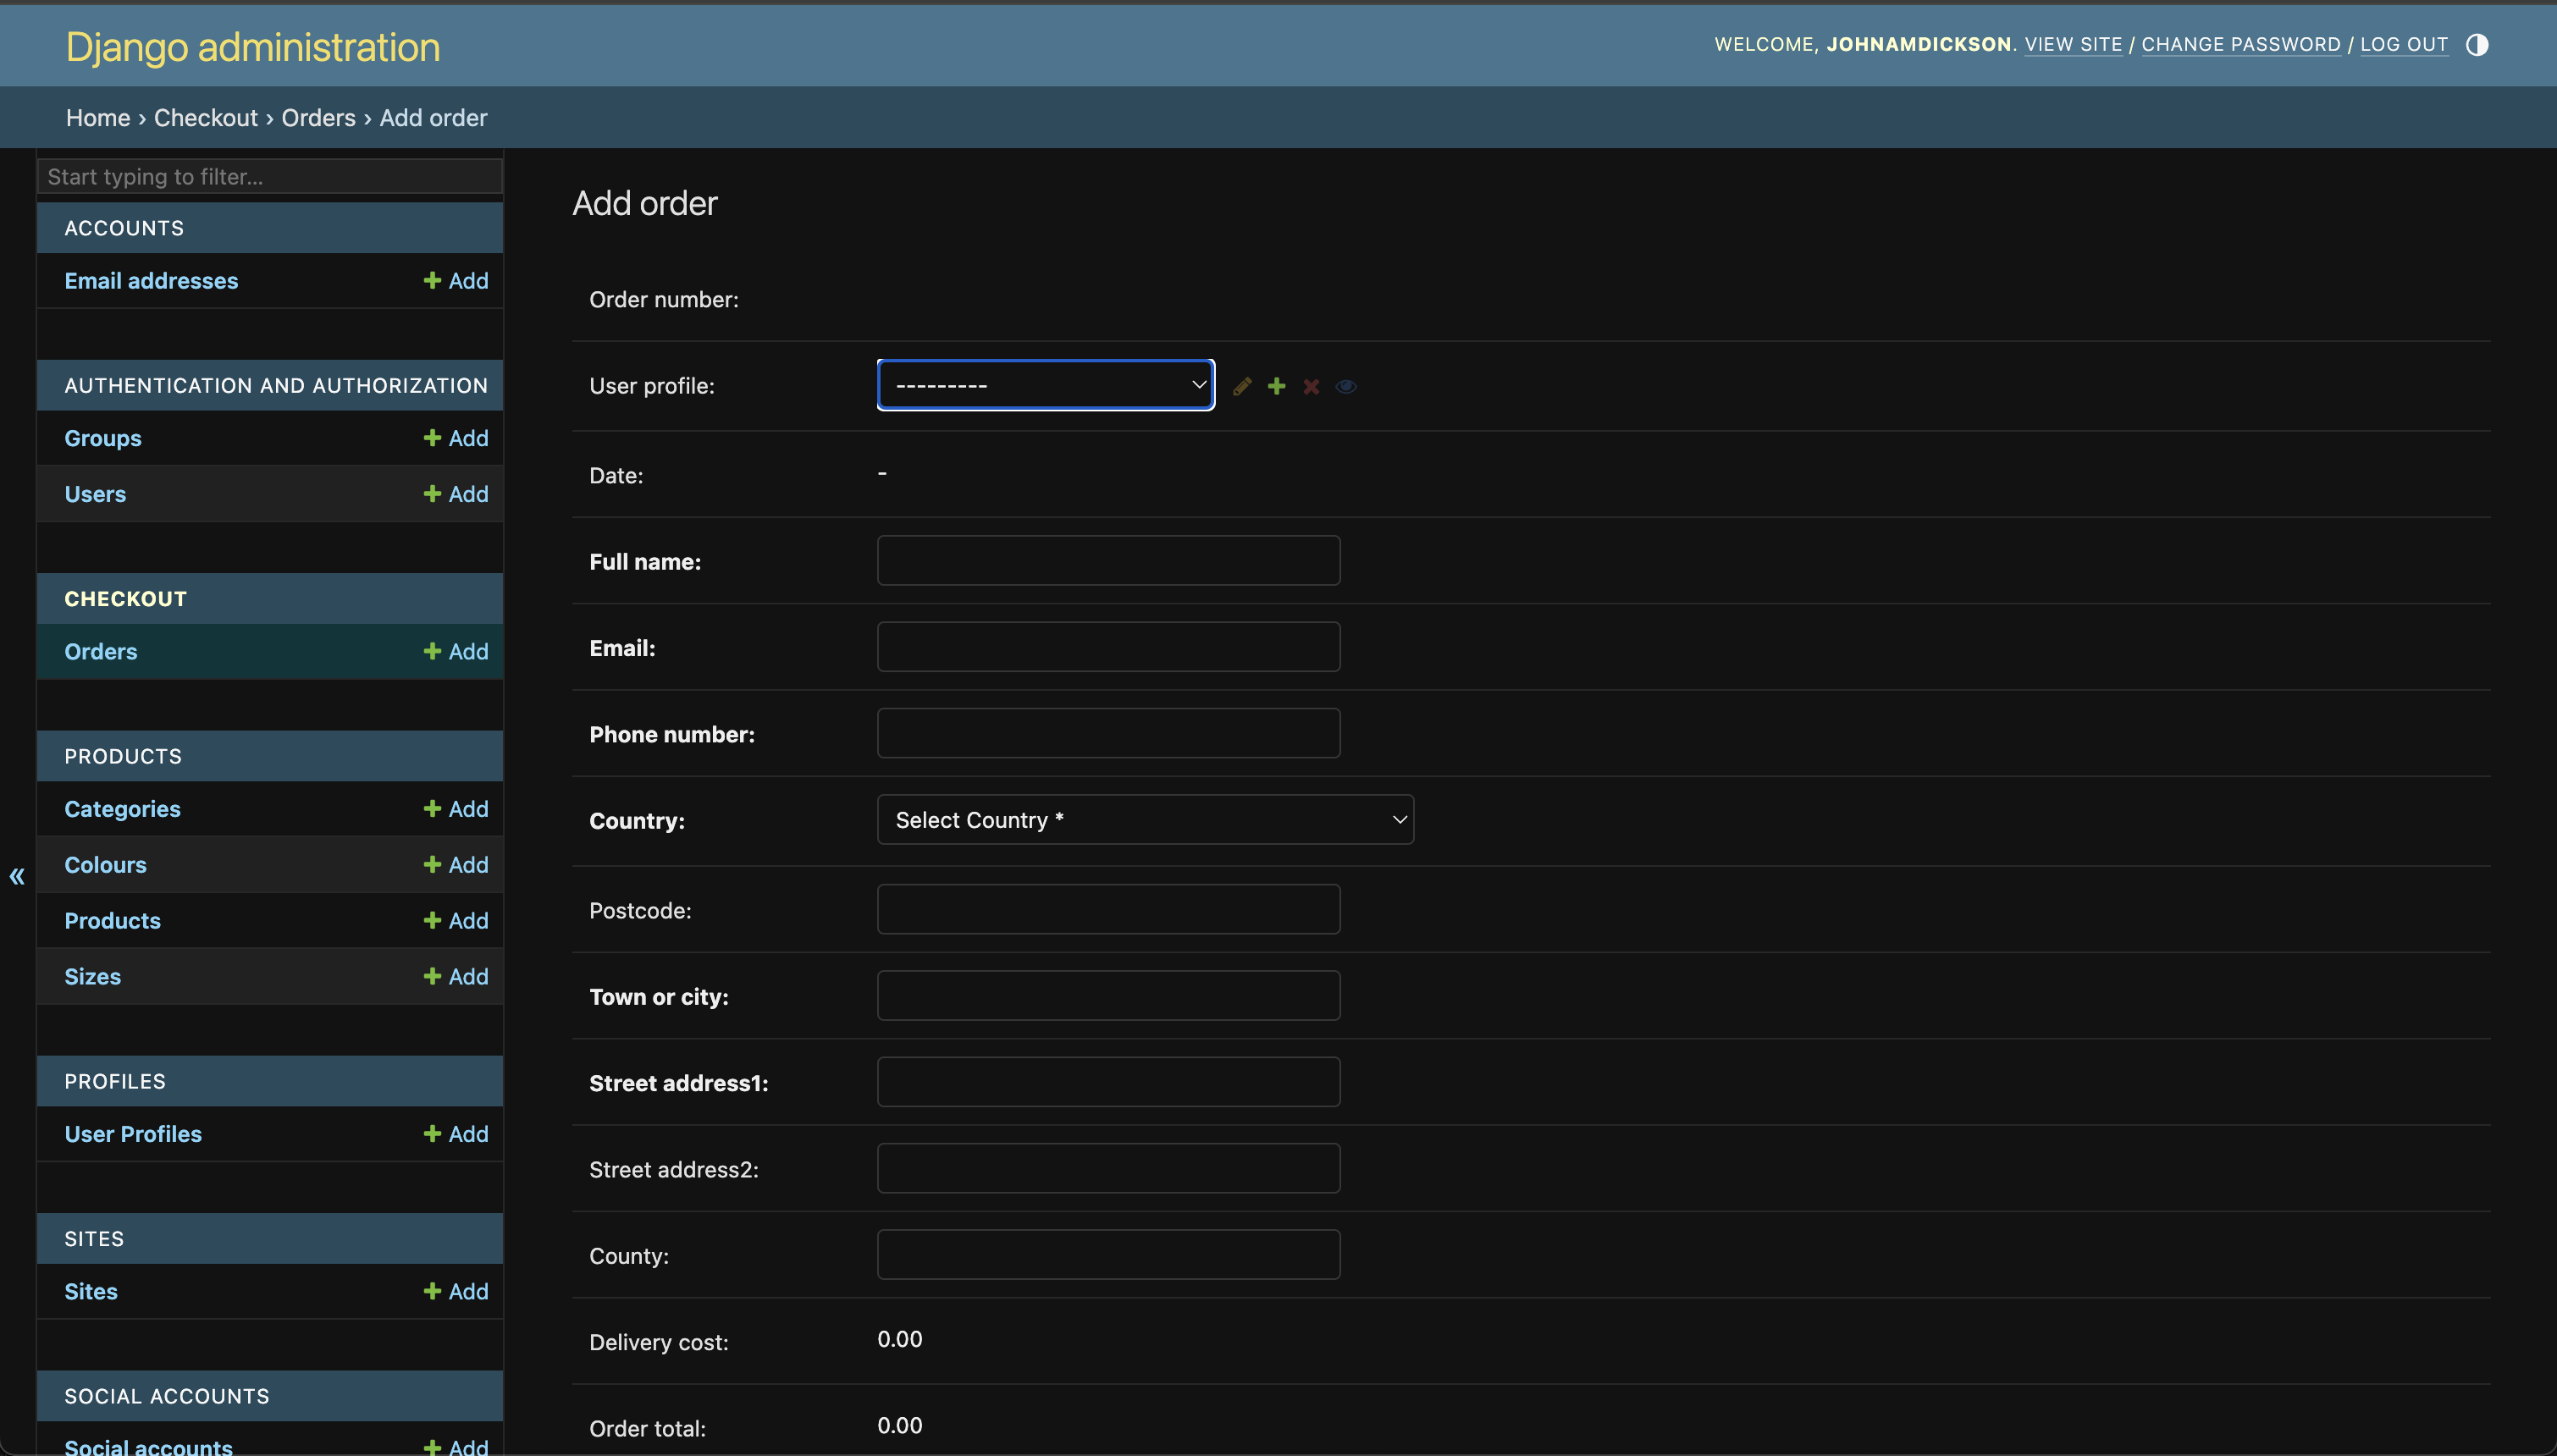 Django administration
WELCOME, JOHNAMDICKSON. VIEW SITE / CHANGE PASSWORD / LOG OUT
Home › Checkout › Orders › Add order
Start typing to filter...
ACCOUNTS
Email addresses + Add
AUTHENTICATION AND AUTHORIZATION
Groups + Add
Users + Add
CHECKOUT
Orders + Add
PRODUCTS
Categories + Add
Colours + Add
Products + Add
Sizes + Add
PROFILES
User Profiles + Add
SITES
Sites + Add
SOCIAL ACCOUNTS
Social accounts + Add
«
Add order
Order number:
User profile: ---------
Date: -
Full name:
Email:
Phone number:
Country: Select Country *
Postcode:
Town or city:
Street address1:
Street address2:
County:
Delivery cost: 0.00
Order total: 0.00